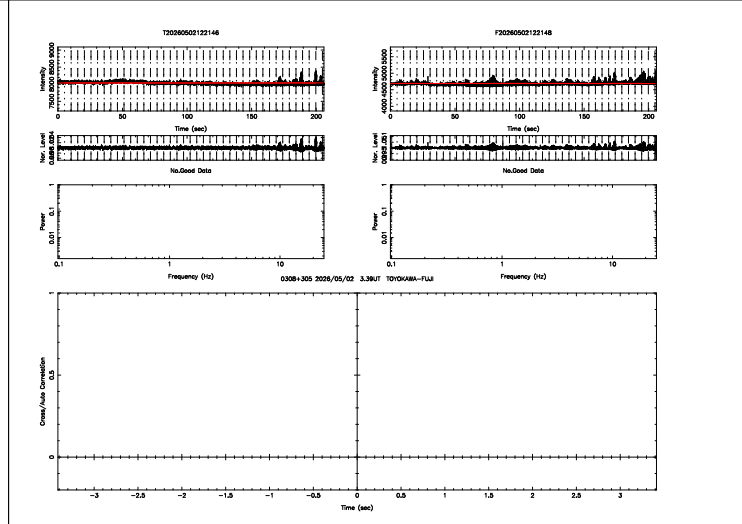 T20260502122146
F20260502122148
Intensity
7500 8000 8500 9000
0 50 100 150 200
Time (sec)
Intensity
4000 4500 5000 5500
0 50 100 150 200
Time (sec)
Nor. Level
Nor. Level
No.Good Data
No.Good Data
Power
0.01 0.1 1
0.1 1 10
Frequency (Hz)
Power
0.01 0.1 1
0.1 1 10
Frequency (Hz)
0308+305 2026/05/02 3.39UT TOYOKAWA-FUJI
Cross/Auto Correlation
0 0.5 1
-3 -2.5 -2 -1.5 -1 -0.5 0 0.5 1 1.5 2 2.5 3
Time (sec)